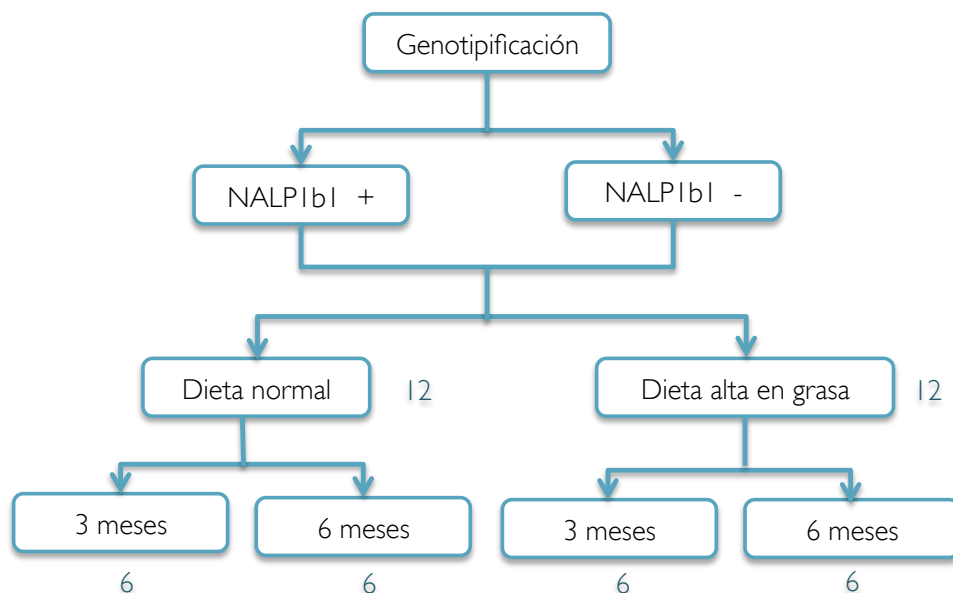 Genotipificación
NALP1b1 +
NALP1b1 -
Dieta normal
12
Dieta alta en grasa
12
3 meses
6 meses
3 meses
6 meses
6
6
6
6